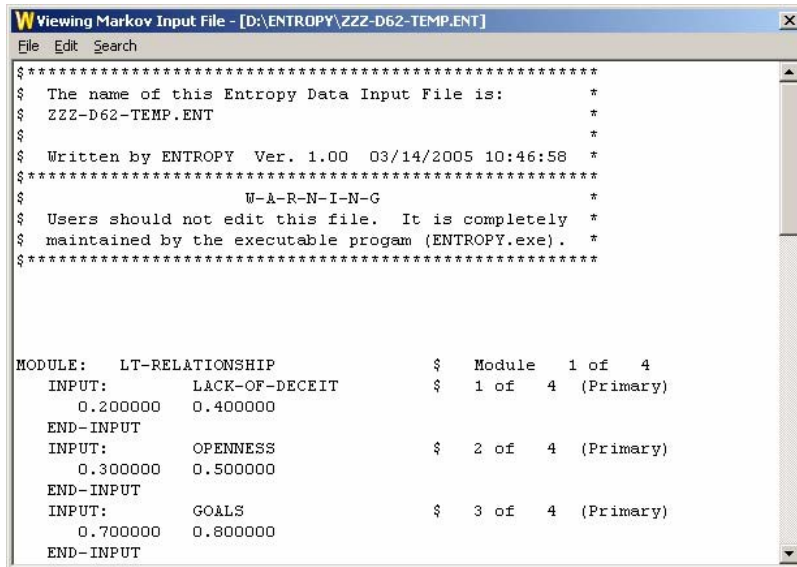 Viewing Markov Input File - [D:\ENTROPY\ZZZ-D62-TEMP.ENT]
File Edit Search
$*******************************************************
$ The name of this Entropy Data Input File is: *
$ ZZZ-D62-TEMP.ENT *
$ *
$ Written by ENTROPY Ver. 1.00 03/14/2005 10:46:58 *
$*******************************************************
$ W-A-R-N-I-N-G *
$ Users should not edit this file. It is completely *
$ maintained by the executable progam (ENTROPY.exe). *
$*******************************************************
MODULE: LT-RELATIONSHIP $ Module 1 of 4
INPUT: LACK-OF-DECEIT $ 1 of 4 (Primary)
0.200000 0.400000
END-INPUT
INPUT: OPENNESS $ 2 of 4 (Primary)
0.300000 0.500000
END-INPUT
INPUT: GOALS $ 3 of 4 (Primary)
0.700000 0.800000
END-INPUT